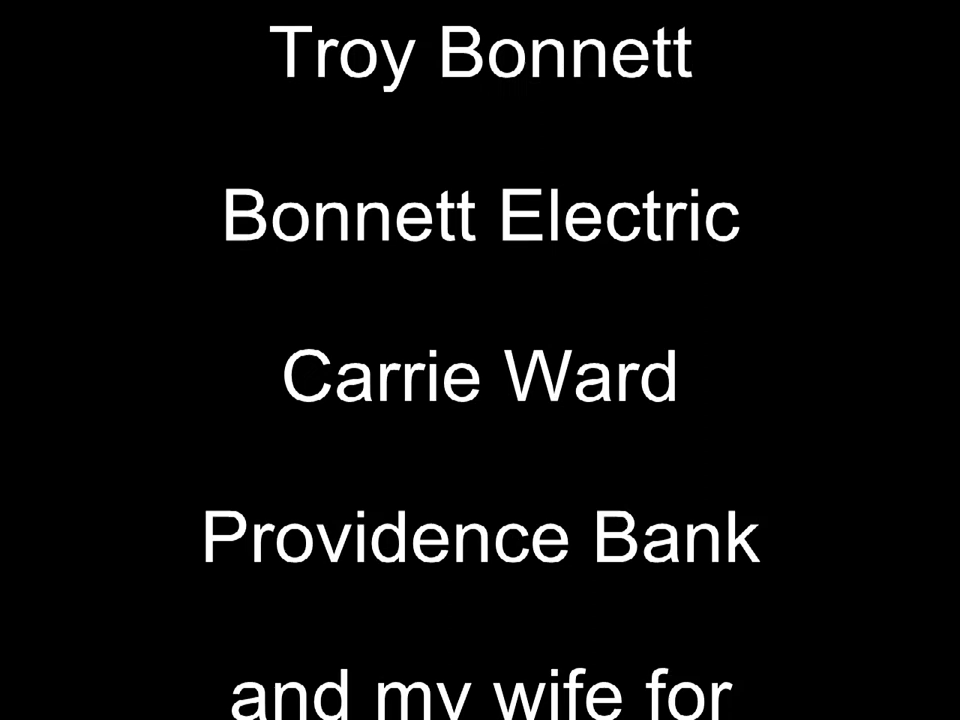 Troy Bonnett
Bonnett Electric
Carrie Ward
Providence Bank
and my wife for